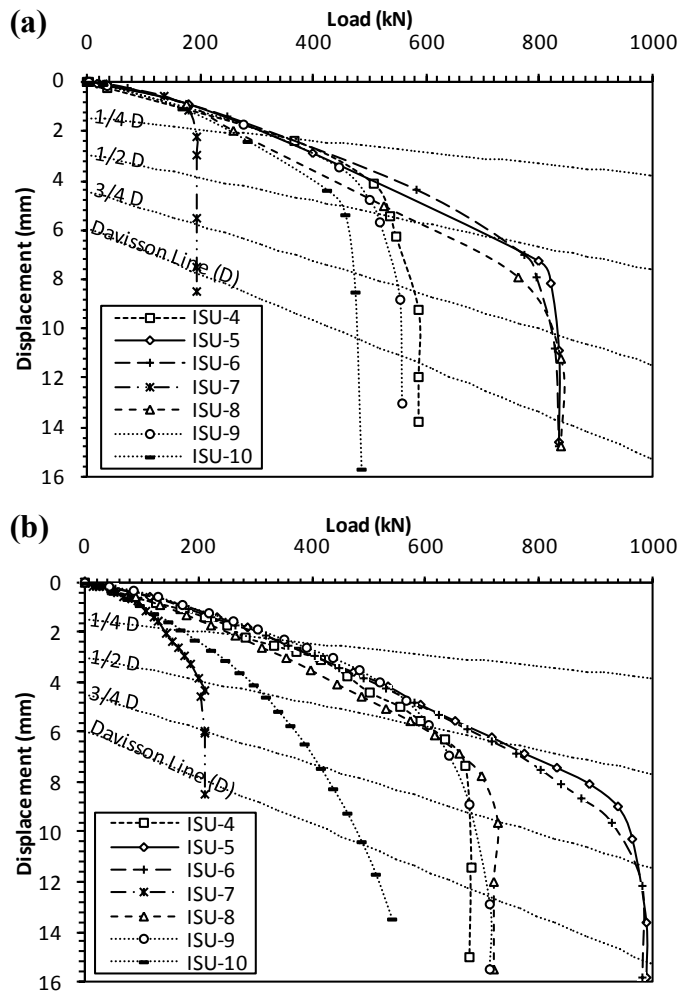 (a)
Load (kN)
0 200 400 600 800 1000
0
2
4
6
8
10
12
14
16
Displacement (mm)
1/4 D
1/2 D
3/4 D
Davisson Line (D)
ISU-4
ISU-5
ISU-6
ISU-7
ISU-8
ISU-9
ISU-10
(b)
Load (kN)
0 200 400 600 800 1000
0
2
4
6
8
10
12
14
16
Displacement (mm)
1/4 D
1/2 D
3/4 D
Davisson Line (D)
ISU-4
ISU-5
ISU-6
ISU-7
ISU-8
ISU-9
ISU-10